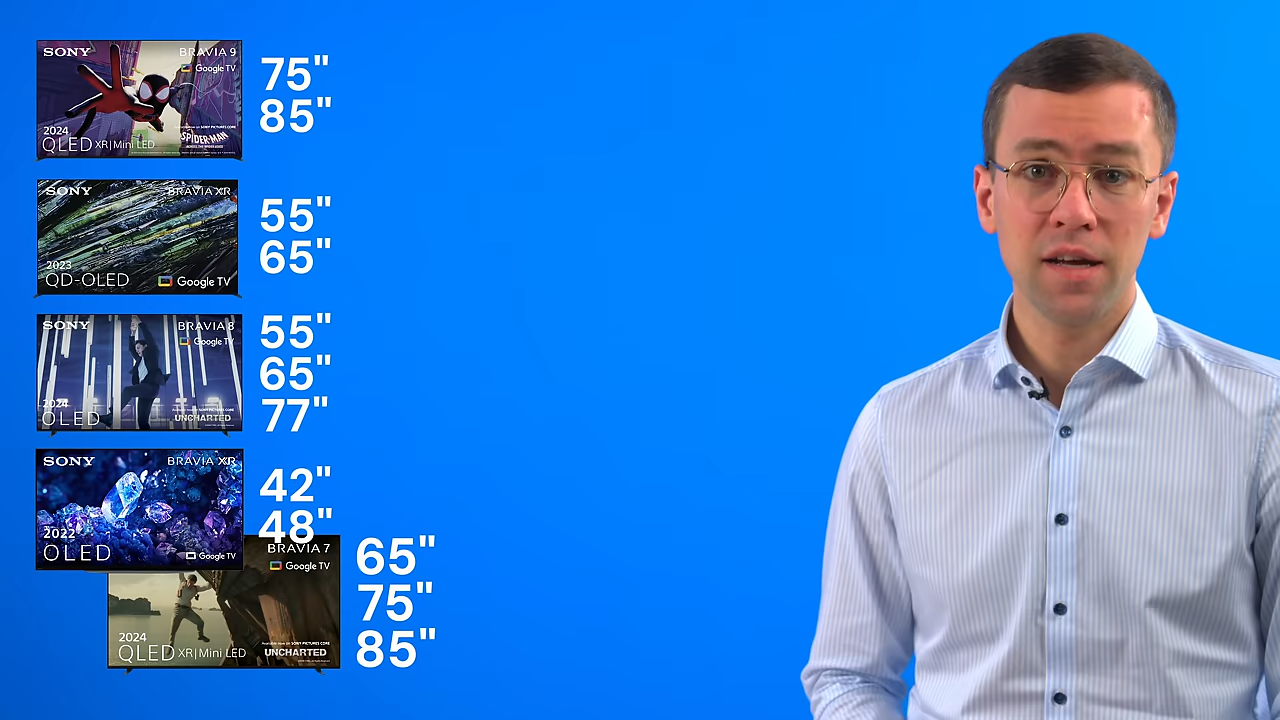 SONY BRAVIA 9
Google TV
2024
QLED XR|Mini LED
SPIDER-MAN
75"
85"
SONY BRAVIA XR
2023
QD-OLED Google TV
55"
65"
SONY BRAVIA 8
Google TV
2024
OLED
UNCHARTED
55"
65"
77"
SONY BRAVIA XR
2022
OLED Google TV
42"
48"
BRAVIA 7
Google TV
2024
QLED XR|Mini LED
UNCHARTED
65"
75"
85"